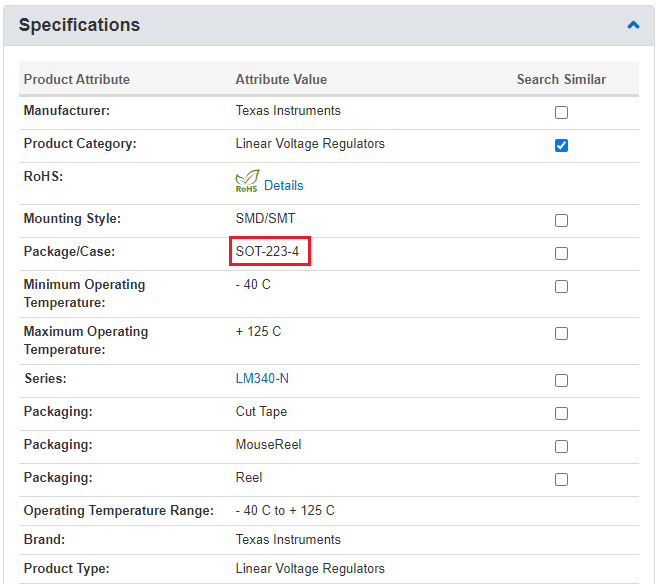 Specifications
Product Attribute Attribute Value Search Similar
Manufacturer: Texas Instruments
Product Category: Linear Voltage Regulators
RoHS: RoHS Details
Mounting Style: SMD/SMT
Package/Case: SOT-223-4
Minimum Operating - 40 C
Temperature:
Maximum Operating + 125 C
Temperature:
Series: LM340-N
Packaging: Cut Tape
Packaging: MouseReel
Packaging: Reel
Operating Temperature Range: - 40 C to + 125 C
Brand: Texas Instruments
Product Type: Linear Voltage Regulators